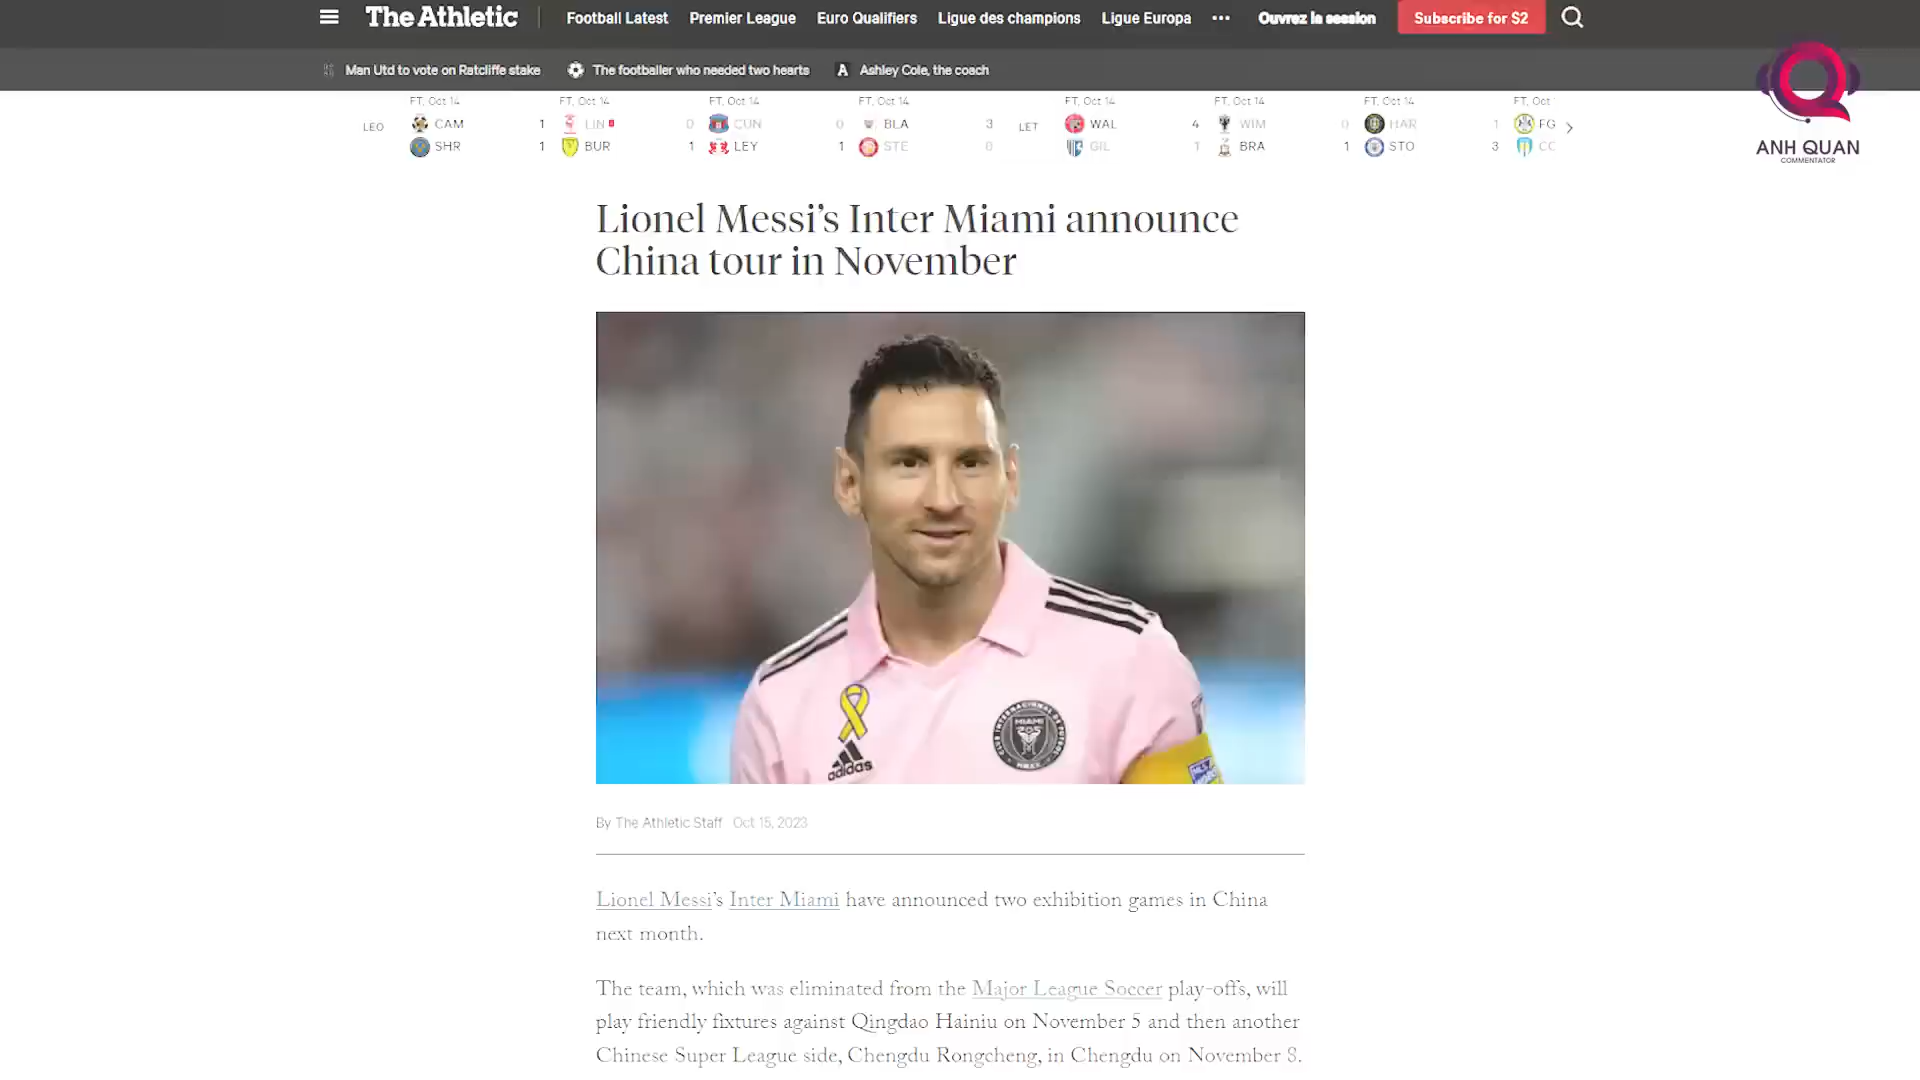 The Athletic
Football Latest Premier League Euro Qualifiers Ligue des champions Ligue Europa ••• Ouvrez la session Subscribe for $2
Man Utd to vote on Ratcliffe stake The footballer who needed two hearts A Ashley Cole, the coach
FT, Oct 14 FT, Oct 14 FT, Oct 14 FT, Oct 14 FT, Oct 14 FT, Oct 14 FT, Oct 14 FT, Oct
LEO CAM 1 LIN 0 CUN 0 BLA 3 LET WAL 4 WIM 0 HAR 1 FG
SHR 1 BUR 1 LEY 1 STE 0 GIL 1 BRA 1 STO 3 CC
ANH QUAN
COMMENTATOR
Lionel Messi's Inter Miami announce
China tour in November
MIAMI
adidas
By The Athletic Staff Oct 15, 2023
Lionel Messi's Inter Miami have announced two exhibition games in China
next month.
The team, which was eliminated from the Major League Soccer play-offs, will
play friendly fixtures against Qingdao Hainiu on November 5 and then another
Chinese Super League side, Chengdu Rongcheng, in Chengdu on November 8.